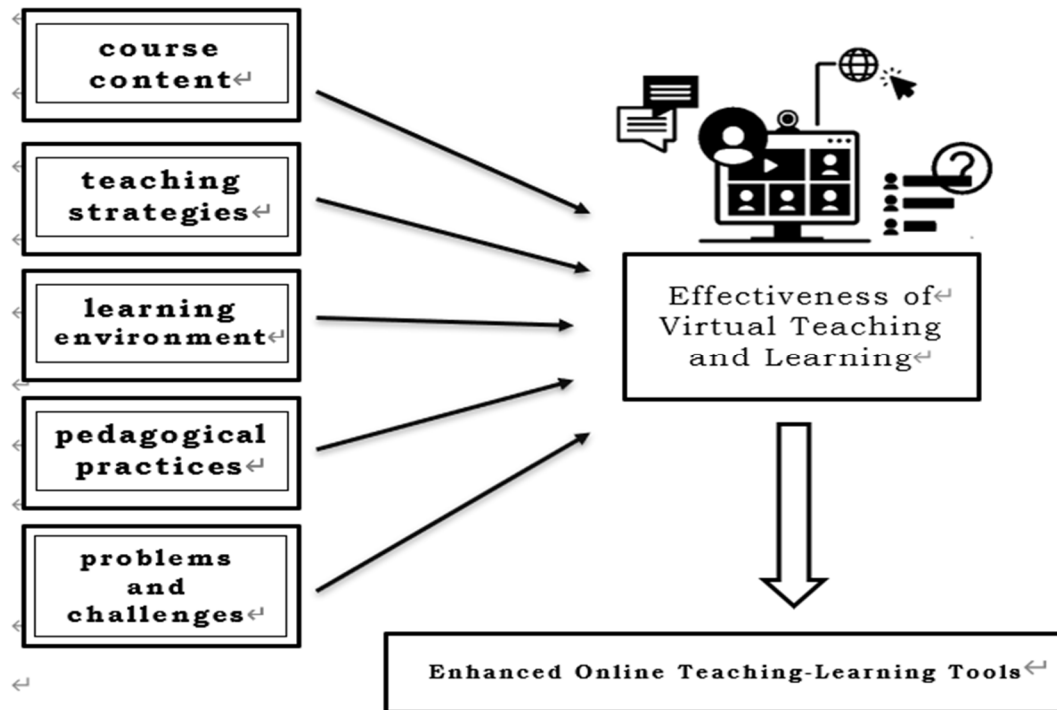 course
content
teaching
strategies
learning
environment
pedagogical
practices
problems
and
challenges
Effectiveness of
Virtual Teaching
and Learning
Enhanced Online Teaching-Learning Tools